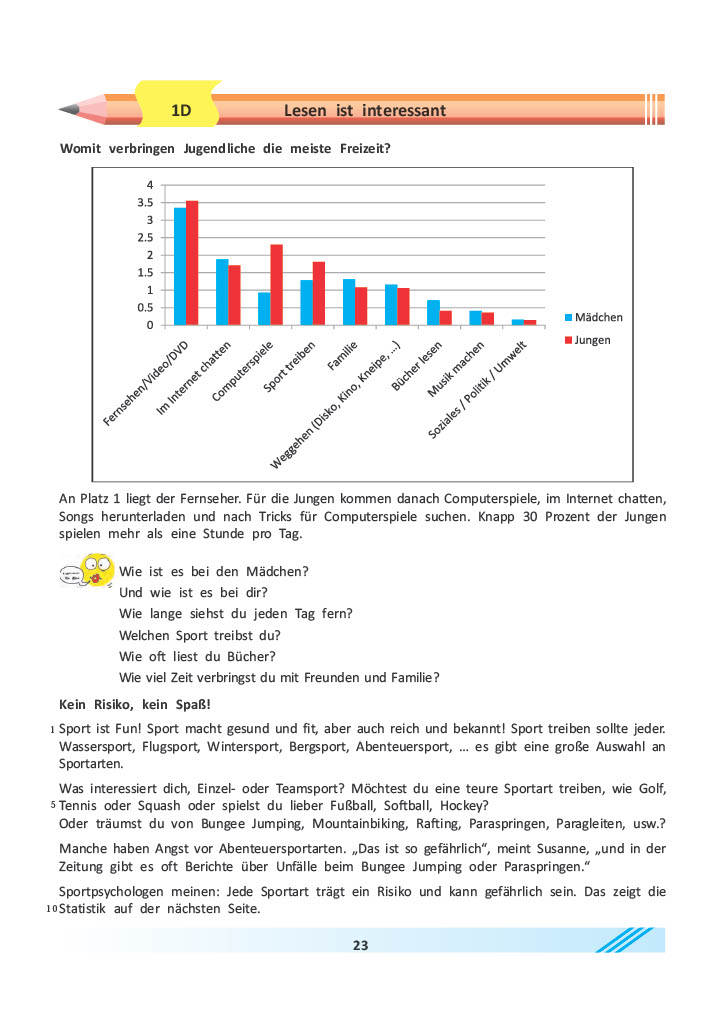 1D
Lesen ist interessant
Womit verbringen Jugendliche die meiste Freizeit?
4
3.5
3
2.5
2
1.5
1
0.5
0
Fernsehen/Video/DVD
Im Internet chatten
Computerspiele
Sport treiben
Familie
Weggehen (Disko, Kino, Kneipe, ...)
Bücher lesen
Musik machen
Soziales / Politik / Umwelt
Mädchen
Jungen
An Platz 1 liegt der Fernseher. Für die Jungen kommen danach Computerspiele, im Internet chatten,
Songs herunterladen und nach Tricks für Computerspiele suchen. Knapp 30 Prozent der Jungen
spielen mehr als eine Stunde pro Tag.
Wie ist es bei den Mädchen?
Und wie ist es bei dir?
Wie lange siehst du jeden Tag fern?
Welchen Sport treibst du?
Wie oft liest du Bücher?
Wie viel Zeit verbringst du mit Freunden und Familie?
Kein Risiko, kein Spaß!
1 Sport ist Fun! Sport macht gesund und fit, aber auch reich und bekannt! Sport treiben sollte jeder.
Wassersport, Flugsport, Wintersport, Bergsport, Abenteuersport, ... es gibt eine große Auswahl an
Sportarten.
Was interessiert dich, Einzel- oder Teamsport? Möchtest du eine teure Sportart treiben, wie Golf,
5 Tennis oder Squash oder spielst du lieber Fußball, Softball, Hockey?
Oder träumst du von Bungee Jumping, Mountainbiking, Rafting, Paraspringen, Paragleiten, usw.?
Manche haben Angst vor Abenteuersportarten. „Das ist so gefährlich“, meint Susanne, „und in der
Zeitung gibt es oft Berichte über Unfälle beim Bungee Jumping oder Paraspringen.“
Sportpsychologen meinen: Jede Sportart trägt ein Risiko und kann gefährlich sein. Das zeigt die
10 Statistik auf der nächsten Seite.
23